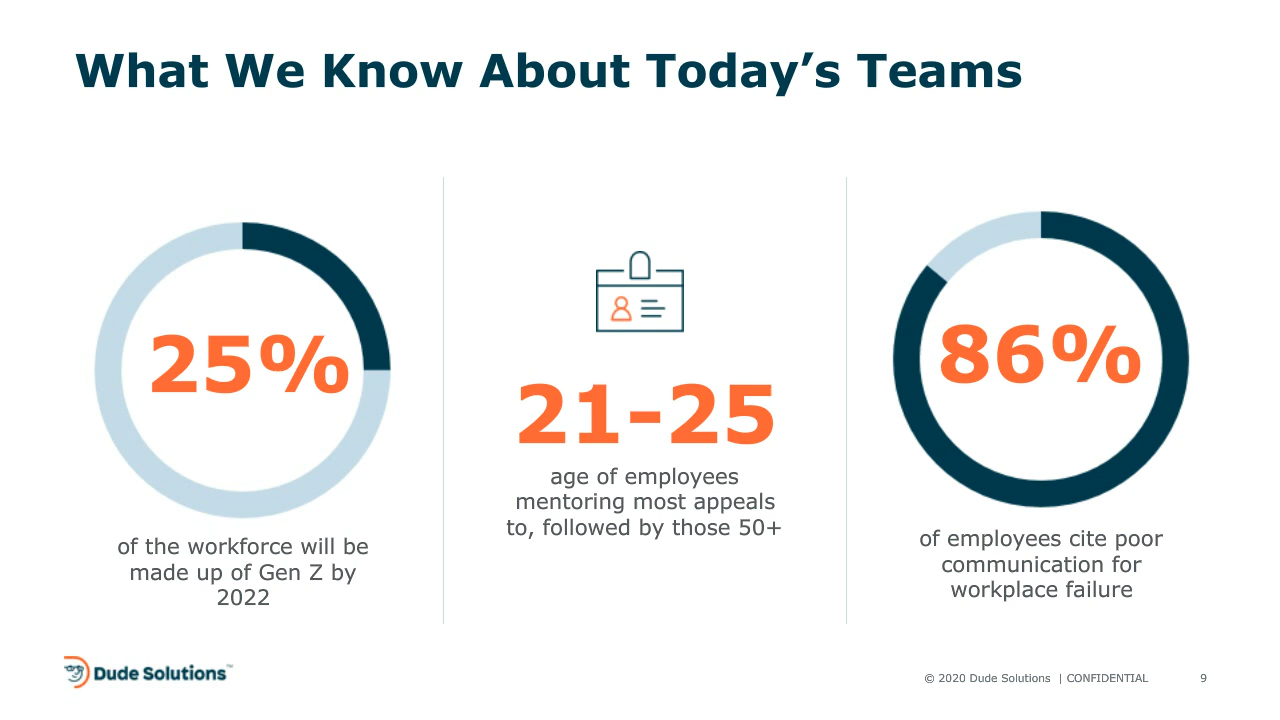 What We Know About Today’s Teams
25%
of the workforce will be
made up of Gen Z by
2022
21-25
age of employees
mentoring most appeals
to, followed by those 50+
86%
of employees cite poor
communication for
workplace failure
Dude Solutions™
© 2020 Dude Solutions | CONFIDENTIAL
9